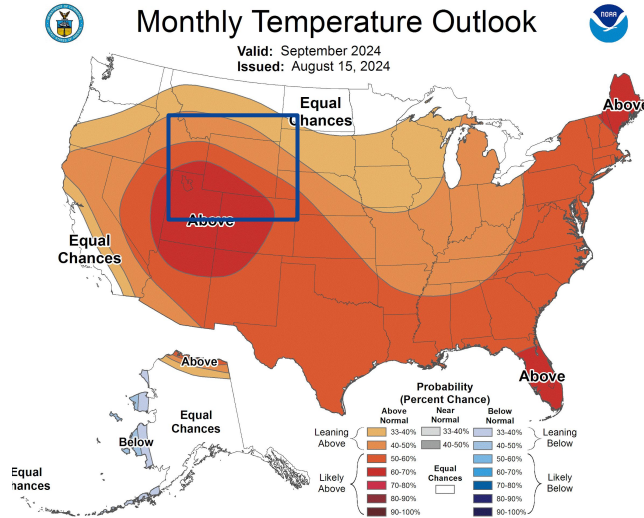 Monthly Temperature Outlook
NOAA
Valid: September 2024
Issued: August 15, 2024
Equal
Chances
Above
Above
Equal
Chances
Above
Above
Equal
Chances
Below
Equal
hances
Probability
(Percent Chance)
Above
Normal
Near
Normal
Below
Normal
Leaning
Above
33-40%
33-40%
33-40%
Leaning
Below
40-50%
40-50%
40-50%
Likely
Above
50-60%
50-60%
60-70%
Equal
Chances
60-70%
Likely
Below
70-80%
70-80%
80-90%
80-90%
90-100%
90-100%